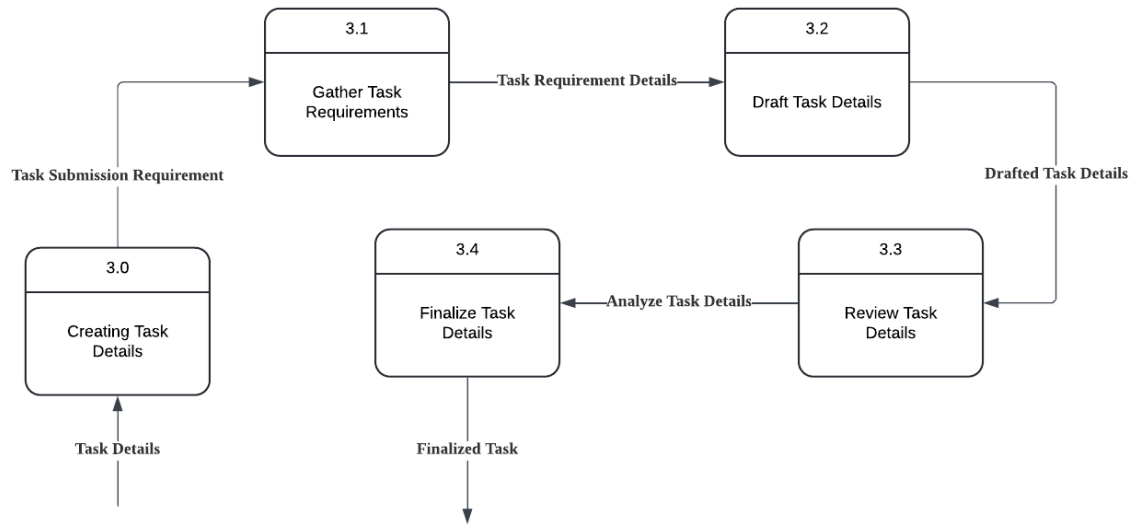 3.1
Gather Task
Requirements
Task Requirement Details
3.2
Draft Task Details
Task Submission Requirement
Drafted Task Details
3.0
Creating Task
Details
3.4
Finalize Task
Details
Analyze Task Details
3.3
Review Task
Details
Task Details
Finalized Task